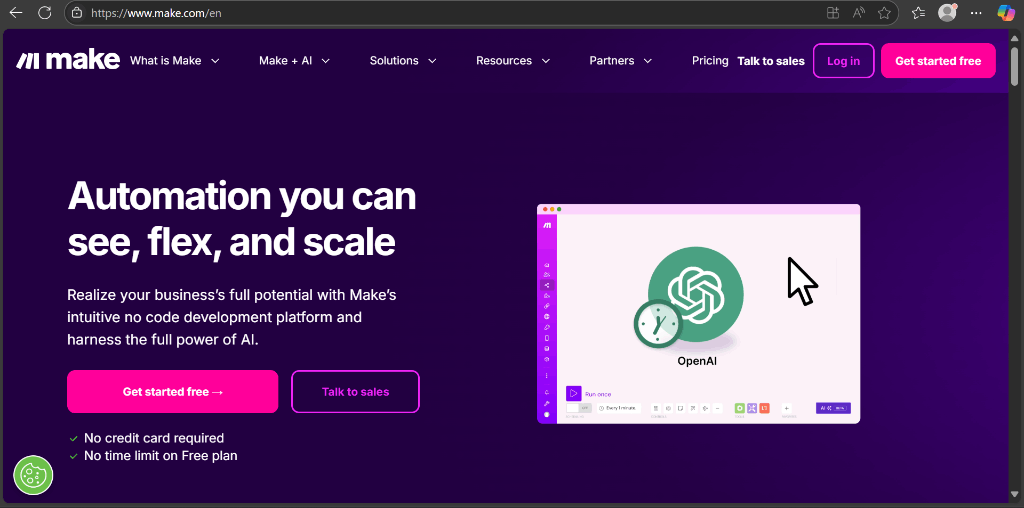 https://www.make.com/en
make
What is Make
Make + AI
Solutions
Resources
Partners
Pricing
Talk to sales
Log in
Get started free
Automation you can
see, flex, and scale
Realize your business’s full potential with Make’s
intuitive no code development platform and
harness the full power of AI.
Get started free →
Talk to sales
No credit card required
No time limit on Free plan
OpenAI
Run once
Every 1 minute
AI